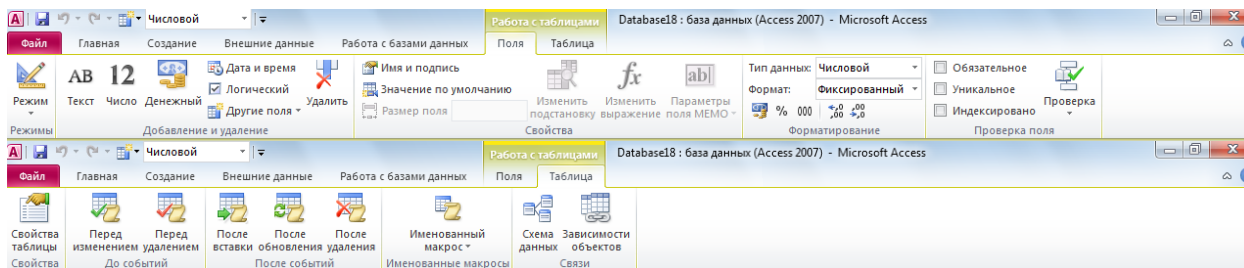 A Числовой Работа с таблицами Database18 : база данных (Access 2007) - Microsoft Access
Файл Главная Создание Внешние данные Работа с базами данных Поля Таблица
Режим
AB Текст
12 Число
Денежный
Дата и время
Логический
Другие поля
Удалить
Имя и подпись
Значение по умолчанию
Размер поля
Изменить подстановку
fx Изменить выражение
ab Параметры поля MEMO
Тип данных: Числовой
Формат: Фиксированный
% 000 ,00 ,0 ,00 ,0
Обязательное
Уникальное
Индексировано
Проверка
Режимы Добавление и удаление Свойства Форматирование Проверка поля
A Числовой Работа с таблицами Database18 : база данных (Access 2007) - Microsoft Access
Файл Главная Создание Внешние данные Работа с базами данных Поля Таблица
Свойства таблицы
Перед изменением
Перед удалением
После вставки
После обновления
После удаления
Именованный макрос
Схема данных
Зависимости объектов
Свойства До событий После событий Именованные макросы Связи